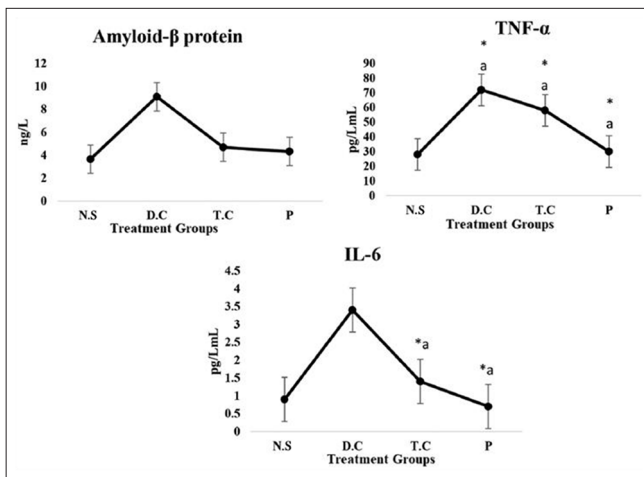 Amyloid-β protein
ng/L
12
10
8
6
4
2
0
N.S D.C T.C P
Treatment Groups
TNF-α
pg/LmL
90
80
70
60
50
40
30
20
10
0
*
a
*
a
*
a
N.S D.C T.C P
Treatment Groups
IL-6
pg/LmL
4.5
4
3.5
3
2.5
2
1.5
1
0.5
0
*a
*a
N.S D.C T.C P
Treatment Groups